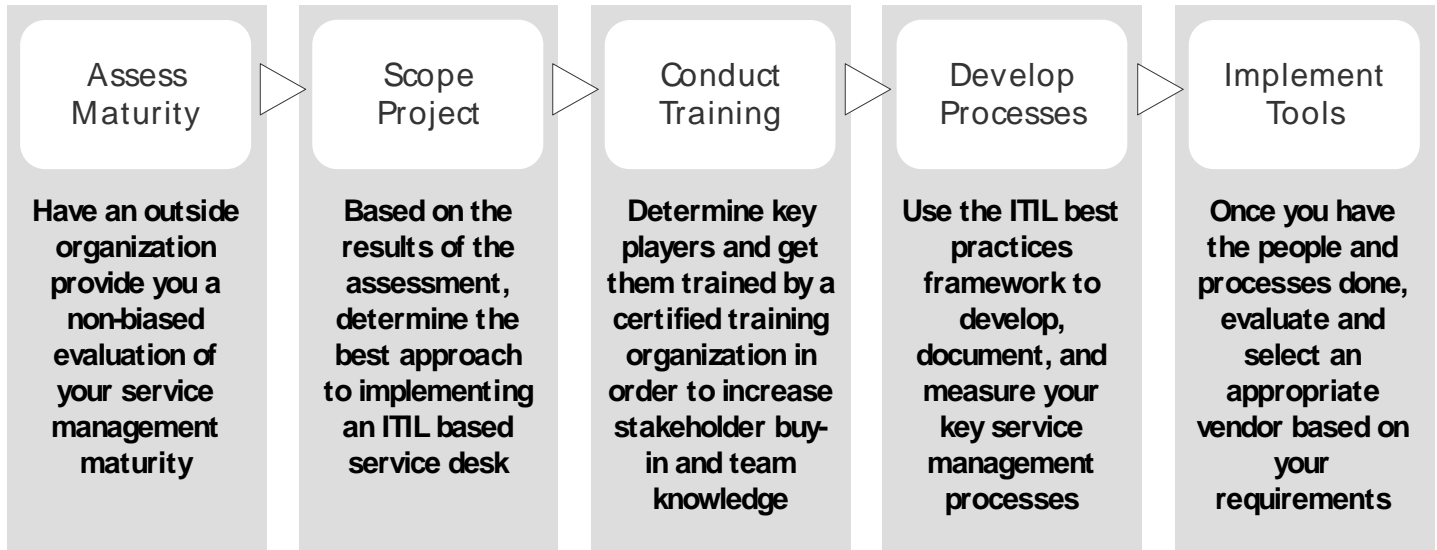 Assess
Maturity
Have an outside
organization
provide you a
non-biased
evaluation of
your service
management
maturity
Scope
Project
Based on the
results of the
assessment,
determine the
best approach
to implementing
an ITIL based
service desk
Conduct
Training
Determine key
players and get
them trained by a
certified training
organization in
order to increase
stakeholder buy-
in and team
knowledge
Develop
Processes
Use the ITIL best
practices
framework to
develop,
document, and
measure your
key service
management
processes
Implement
Tools
Once you have
the people and
processes done,
evaluate and
select an
appropriate
vendor based on
your
requirements